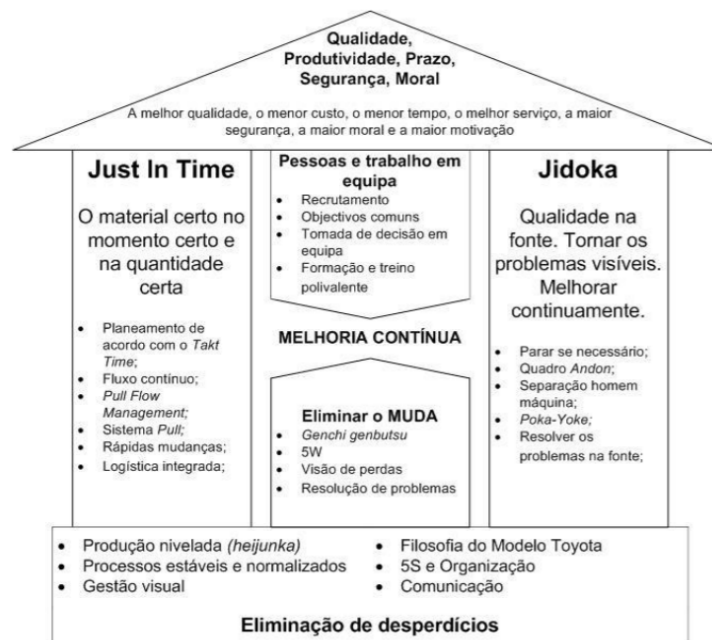 Qualidade,
Produtividade, Prazo,
Segurança, Moral
A melhor qualidade, o menor custo, o menor tempo, o melhor serviço, a maior
segurança, a maior moral e a maior motivação
Just In Time
O material certo no
momento certo e
na quantidade
certa
• Planeamento de
acordo com o Takt
Time;
• Fluxo contínuo;
• Pull Flow
Management;
• Sistema Pull;
• Rápidas mudanças;
• Logística integrada;
Pessoas e trabalho em
equipa
• Recrutamento
• Objectivos comuns
• Tomada de decisão em
equipa
• Formação e treino
polivalente
MELHORIA CONTÍNUA
Eliminar o MUDA
• Genchi genbutsu
• 5W
• Visão de perdas
• Resolução de problemas
Jidoka
Qualidade na
fonte. Tornar os
problemas visíveis.
Melhorar
continuamente.
• Parar se necessário;
• Quadro Andon;
• Separação homem
máquina;
• Poka-Yoke;
• Resolver os
problemas na fonte;
• Produção nivelada (heijunka)
• Processos estáveis e normalizados
• Gestão visual
• Filosofia do Modelo Toyota
• 5S e Organização
• Comunicação
Eliminação de desperdícios